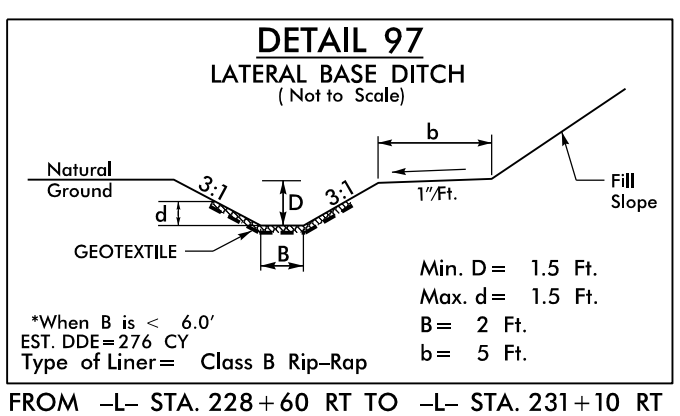 DETAIL 97
LATERAL BASE DITCH
( Not to Scale)
b
Natural
Ground
3:1
D
3:1
1"/Ft.
Fill
Slope
d
GEOTEXTILE
B
Min. D = 1.5 Ft.
Max. d = 1.5 Ft.
B = 2 Ft.
b = 5 Ft.
*When B is < 6.0'
EST. DDE=276 CY
Type of Liner = Class B Rip-Rap
FROM -L- STA. 228+60 RT TO -L- STA. 231+10 RT